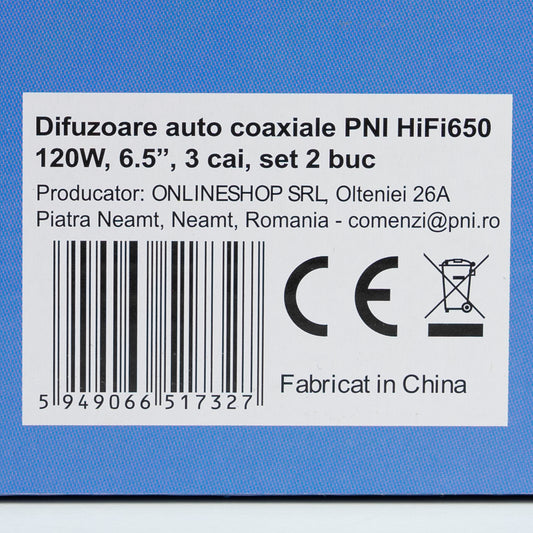 Difuzoare auto coaxiale PNI HiFi650
120W, 6.5”, 3 cai, set 2 buc
Producator: ONLINESHOP SRL, Olteniei 26A
Piatra Neamt, Neamt, Romania - comenzi@pni.ro
CE
5 949066 517327
Fabricat in China